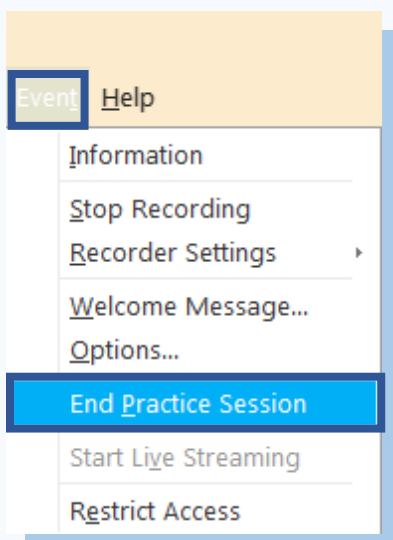 Event Help
Information
Stop Recording
Recorder Settings
Welcome Message...
Options...
End Practice Session
Start Live Streaming
Restrict Access